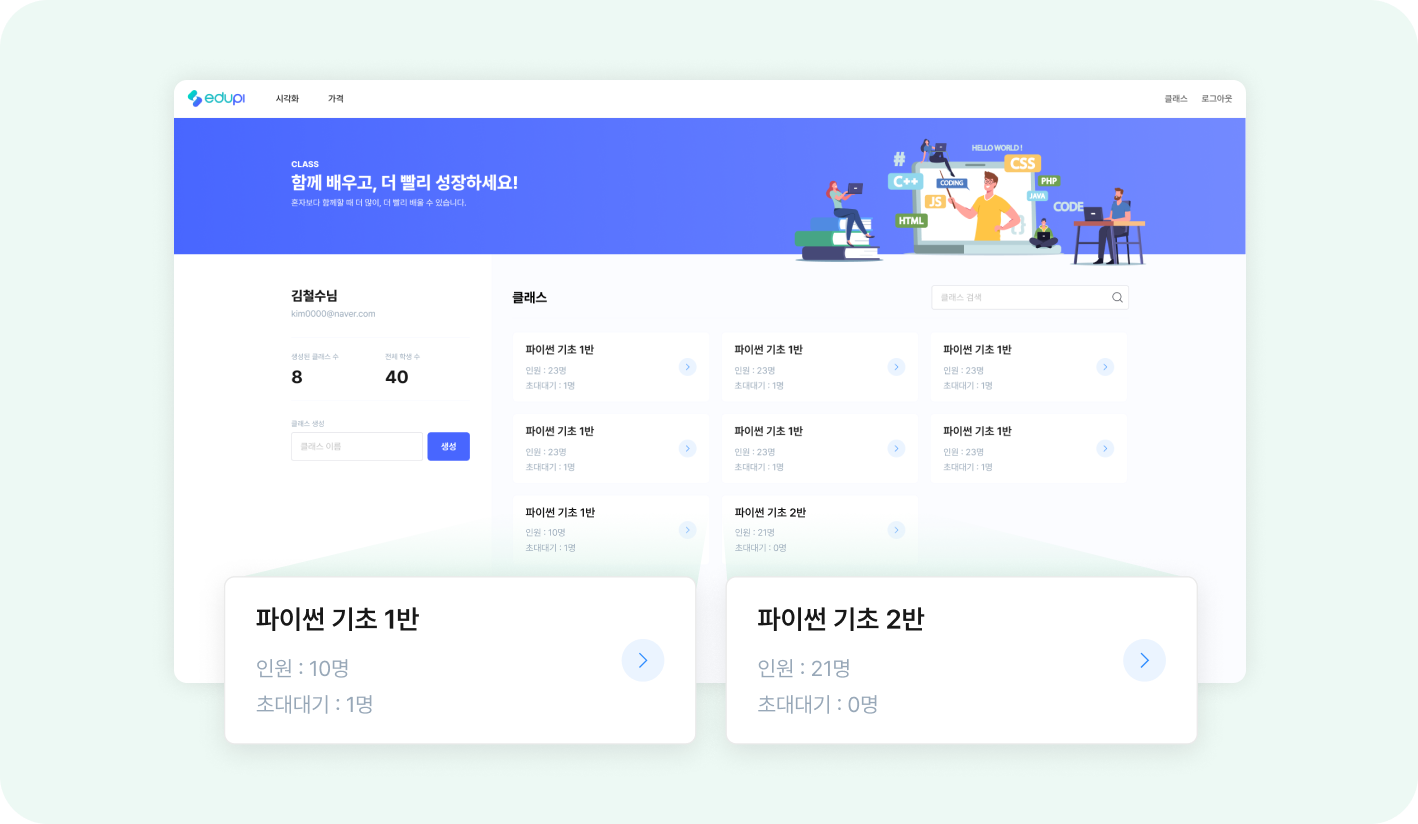 edupi
시각화
가격
클래스
로그아웃
CLASS
함께 배우고, 더 빨리 성장하세요!
혼자보다 함께할 때 더 많이, 더 빨리 배울 수 있습니다.
#
HELLO WORLD !
CSS
C++
CODING
PHP
JS
JAVA
CODE
HTML
{}
김철수님
kim0000@naver.com
생성된 클래스 수
전체 학생 수
8
40
클래스 생성
클래스 이름
생성
클래스
클래스 검색
파이썬 기초 1반
인원 : 23명
초대대기 : 1명
파이썬 기초 1반
인원 : 23명
초대대기 : 1명
파이썬 기초 1반
인원 : 23명
초대대기 : 1명
파이썬 기초 1반
인원 : 23명
초대대기 : 1명
파이썬 기초 1반
인원 : 23명
초대대기 : 1명
파이썬 기초 1반
인원 : 23명
초대대기 : 1명
파이썬 기초 1반
인원 : 10명
초대대기 : 1명
파이썬 기초 2반
인원 : 21명
초대대기 : 0명
파이썬 기초 1반
인원 : 10명
초대대기 : 1명
파이썬 기초 2반
인원 : 21명
초대대기 : 0명